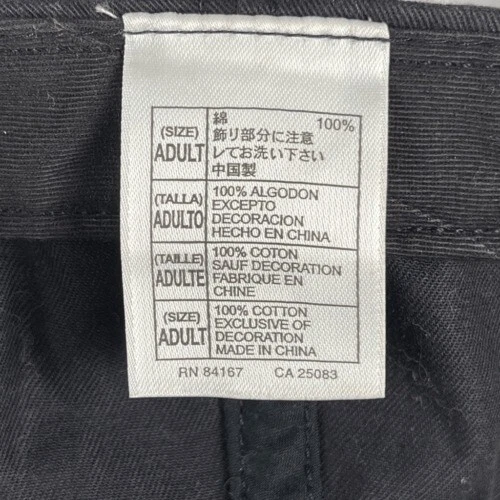 (SIZE)
ADULT
綿 100%
飾り部分に注意
レてお洗い下さい
中国製
(TALLA)
ADULTO
100% ALGODON
EXCEPTO
DECORACION
HECHO EN CHINA
(TAILLE)
ADULTE
100% COTON
SAUF DECORATION
FABRIQUE EN
CHINE
(SIZE)
ADULT
100% COTTON
EXCLUSIVE OF
DECORATION
MADE IN CHINA
RN 84167 CA 25083